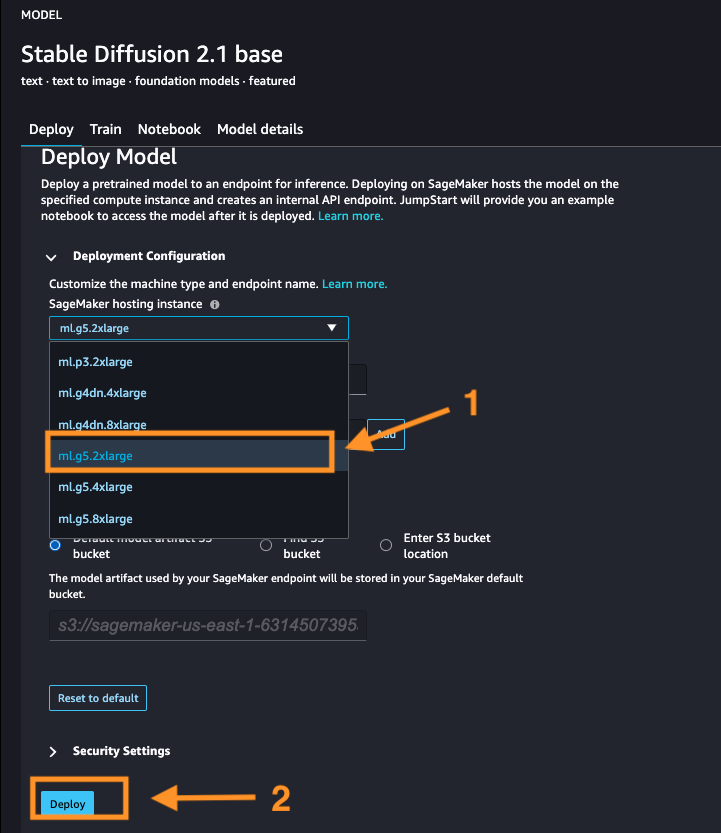 MODEL
Stable Diffusion 2.1 base
text · text to image · foundation models · featured
Deploy Train Notebook Model details
Deploy Model
Deploy a pretrained model to an endpoint for inference. Deploying on SageMaker hosts the model on the
specified compute instance and creates an internal API endpoint. JumpStart will provide you an example
notebook to access the model after it is deployed. Learn more.
Deployment Configuration
Customize the machine type and endpoint name. Learn more.
SageMaker hosting instance
ml.g5.2xlarge
ml.p3.2xlarge
ml.g4dn.4xlarge
1
ml.g4dn.8xlarge
Add
ml.g5.2xlarge
ml.g5.4xlarge
ml.g5.8xlarge
Default model artifact S3
bucket
Find S3
bucket
Enter S3 bucket
location
The model artifact used by your SageMaker endpoint will be stored in your SageMaker default
bucket.
s3://sagemaker-us-east-1-6314507395
Reset to default
Security Settings
Deploy
2